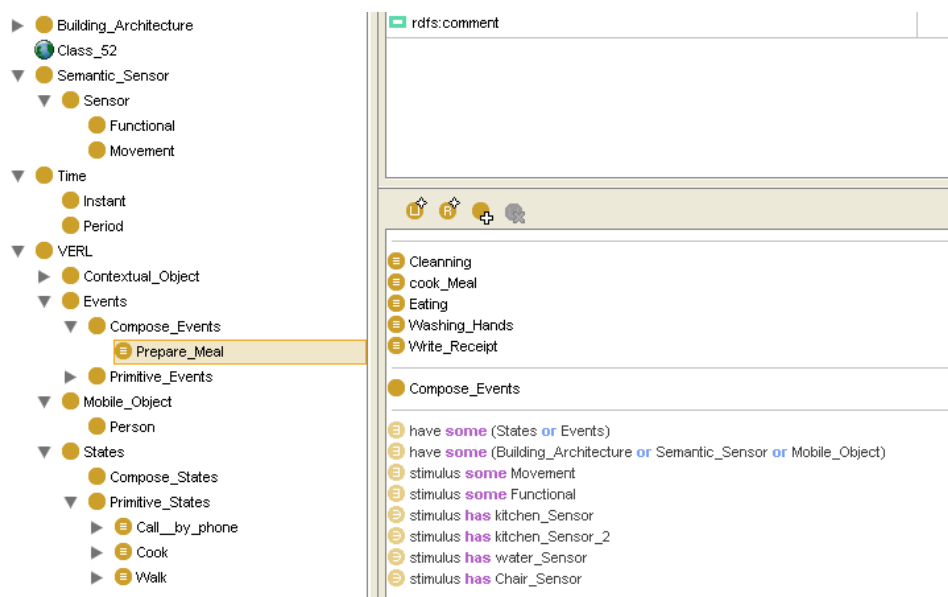 Building_Architecture
Class_52
Semantic_Sensor
Sensor
Functional
Movement
Time
Instant
Period
VERL
Contextual_Object
Events
Compose_Events
Prepare_Meal
Primitive_Events
Mobile_Object
Person
States
Compose_States
Primitive_States
Call__by_phone
Cook
Walk
rdfs:comment
Cleanning
cook_Meal
Eating
Washing_Hands
Write_Receipt
Compose_Events
have some (States or Events)
have some (Building_Architecture or Semantic_Sensor or Mobile_Object)
stimulus some Movement
stimulus some Functional
stimulus has kitchen_Sensor
stimulus has kitchen_Sensor_2
stimulus has water_Sensor
stimulus has Chair_Sensor